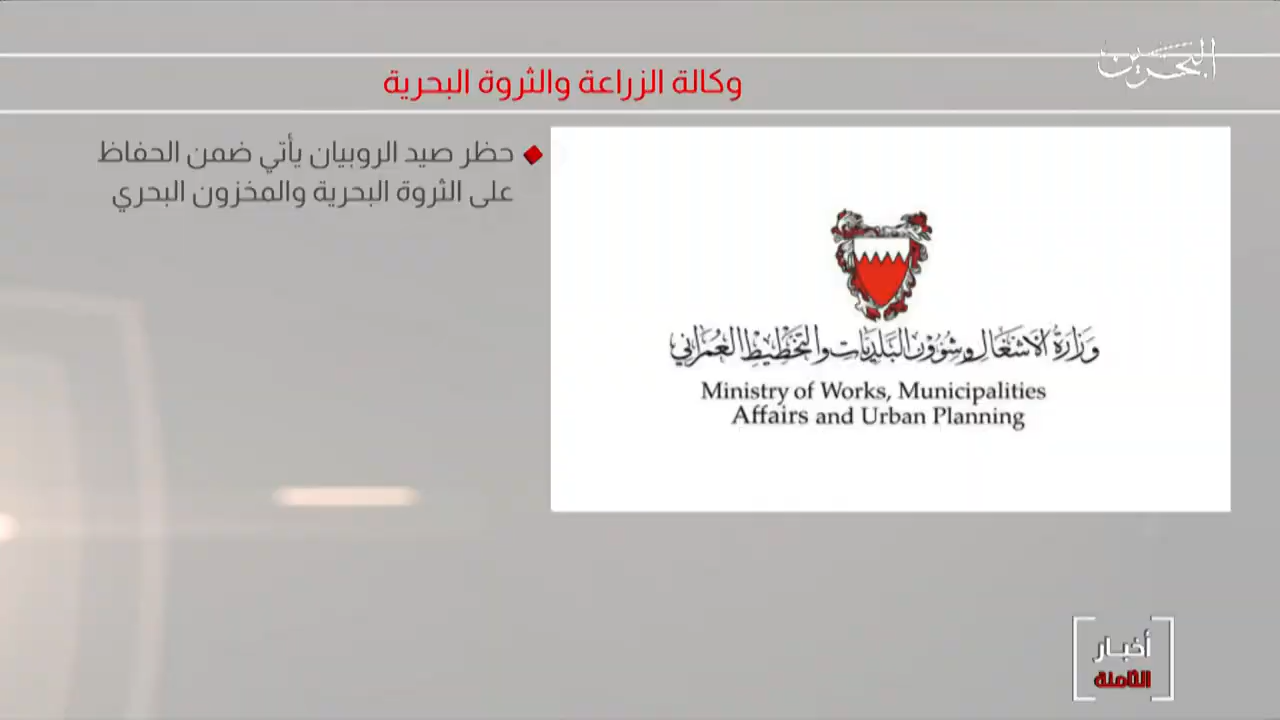 البحرين
وكالة الزراعة والثروة البحرية
حظر صيد الروبيان يأتي ضمن الحفاظ
على الثروة البحرية والمخزون البحري
وزارة الاشغال وشؤون البلديات والتخطيط العمراني
Ministry of Works, Municipalities
Affairs and Urban Planning
أخبار
الثامنة